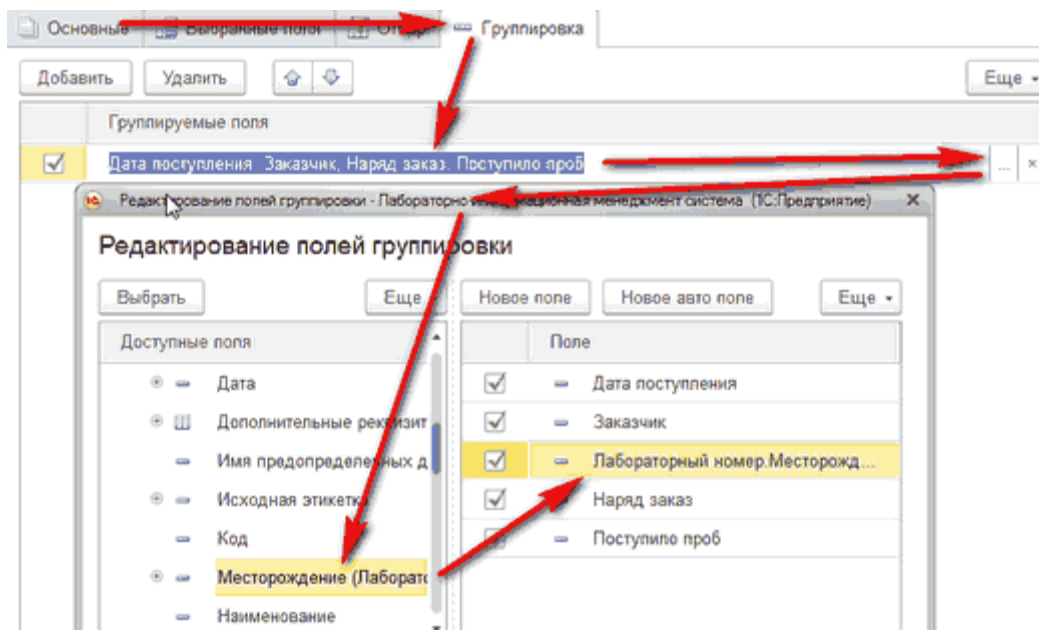 Основные Выбранные поля Отбор Группировка
Добавить Удалить Еще
Группируемые поля
Дата поступления, Заказчик, Наряд заказ, Поступило проб ... ×
Редактирование полей группировки - Лабораторно информационная менеджмент система (1С:Предприятие) ×
Редактирование полей группировки
Выбрать Еще Новое поле Новое авто поле Еще
Доступные поля Поле
Дата Дата поступления
Дополнительные реквизит Заказчик
Имя предопределенных д Лабораторный номер.Месторожд...
Исходная этикетка Наряд заказ
Код Поступило проб
Месторождение (Лаборато
Наименование